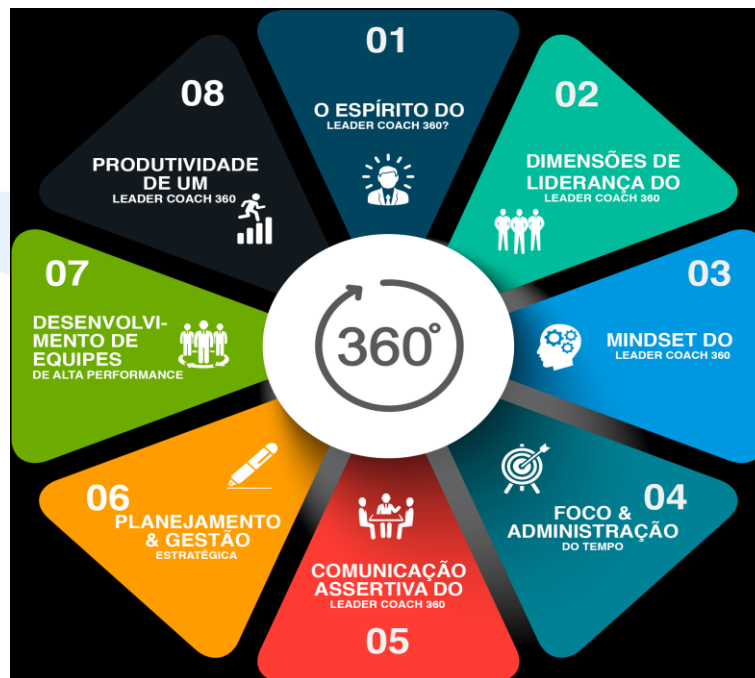 01
O ESPÍRITO DO
LEADER COACH 360?
02
DIMENSÕES DE
LIDERANÇA DO
LEADER COACH 360
03
MINDSET DO
LEADER COACH 360
04
FOCO &
ADMINISTRAÇÃO
DO TEMPO
COMUNICAÇÃO
ASSERTIVA DO
LEADER COACH 360
05
06
PLANEJAMENTO
& GESTÃO
ESTRATÉGICA
07
DESENVOLVI-
MENTO DE
EQUIPES
DE ALTA PERFORMANCE
08
PRODUTIVIDADE
DE UM
LEADER COACH 360
360°